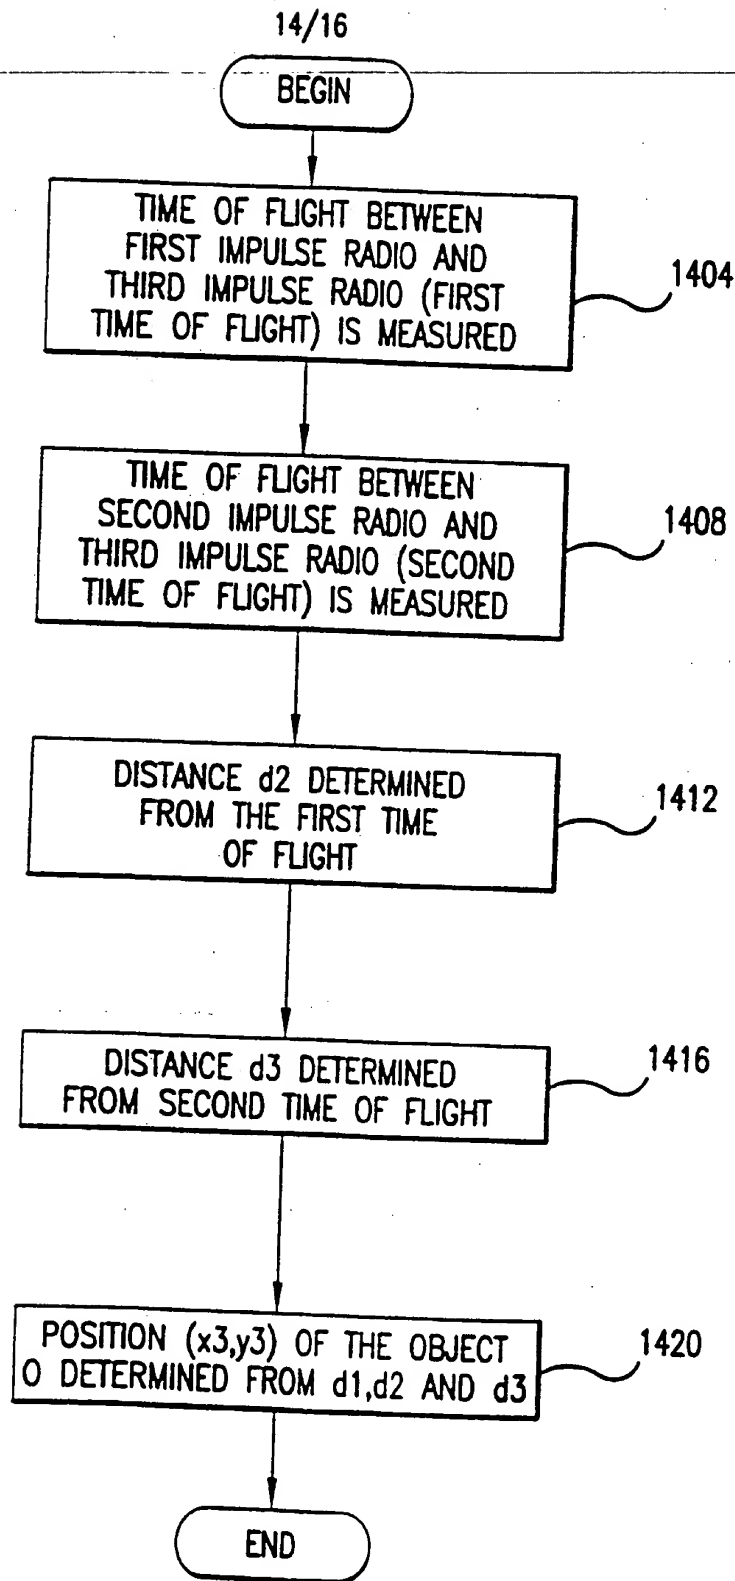 14/16
BEGIN
TIME OF FLIGHT BETWEEN
FIRST IMPULSE RADIO AND
THIRD IMPULSE RADIO (FIRST
TIME OF FLIGHT) IS MEASURED
1404
TIME OF FLIGHT BETWEEN
SECOND IMPULSE RADIO AND
THIRD IMPULSE RADIO (SECOND
TIME OF FLIGHT) IS MEASURED
1408
DISTANCE d2 DETERMINED
FROM THE FIRST TIME
OF FLIGHT
1412
DISTANCE d3 DETERMINED
FROM SECOND TIME OF FLIGHT
1416
POSITION (x3,y3) OF THE OBJECT
O DETERMINED FROM d1,d2 AND d3
1420
END